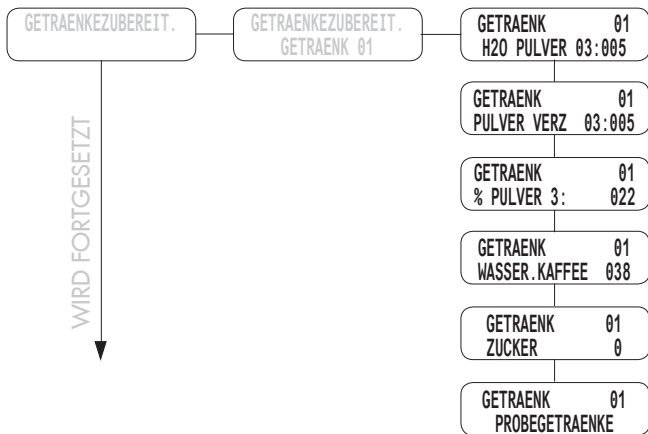 GETRAENKEZUBEREIT.
GETRAENKEZUBEREIT.
GETRAENK 01
GETRAENK 01
H2O PULVER 03:005
GETRAENK 01
PULVER VERZ 03:005
GETRAENK 01
% PULVER 3: 022
GETRAENK 01
WASSER.KAFFEE 038
GETRAENK 01
ZUCKER 0
GETRAENK 01
PROBEGETRAENKE
WIRD FORTGESETZT